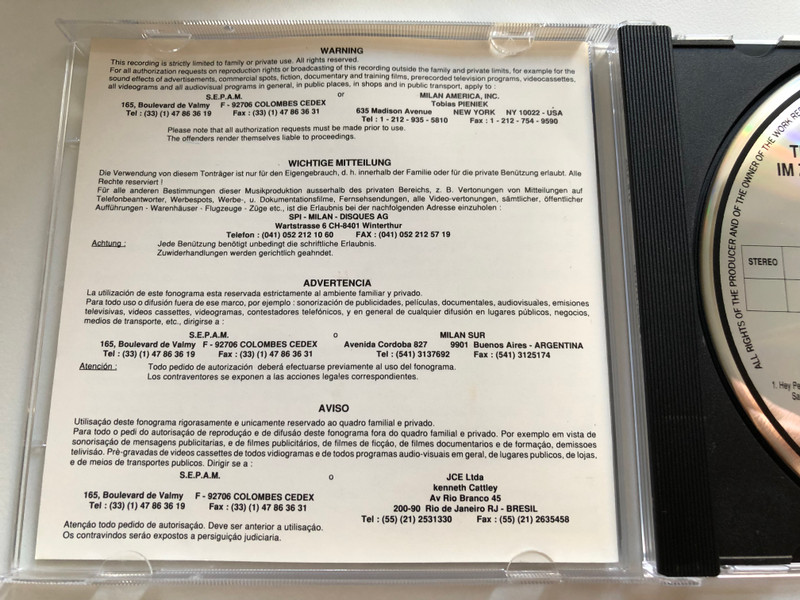 WARNING
This recording is strictly limited to family or private use. All rights reserved.
For all authorization requests on reproduction rights or broadcasting of this recording outside the family and private limits, for example for the
sound effects of advertisements, commercial spots, fiction, documentary and training films, prerecorded television programs, videocassettes,
all videograms and all audiovisual programs in general, in public places, in shops and in public transport, apply to :
S.E.P.A.M. or MILAN AMERICA, INC.
165, Boulevard de Valmy F - 92706 COLOMBES CEDEX Tobias PIENIEK
Tel : (33) (1) 47 86 36 19 Fax : (33) (1) 47 86 36 31 635 Madison Avenue NEW YORK NY 10022 - USA
Tel : 1 - 212 - 935 - 5810 Fax : 1 - 212 - 754 - 9590
Please note that all authorization requests must be made prior to use.
The offenders render themselves liable to proceedings.
WICHTIGE MITTEILUNG
Die Verwendung von diesem Tonträger ist nur für den Eigengebrauch, d. h. innerhalb der Familie oder für die private Benützung erlaubt. Alle
Rechte reserviert !
Für alle anderen Bestimmungen dieser Musikproduktion ausserhalb des privaten Bereichs, z. B. Vertonungen von Mitteilungen auf
Telefonbeantworter, Werbespots, Werbe-, u. Dokumentationsfilme, Fernsehsendungen, alle Video-vertonungen, sämtlicher, öffentlicher
Aufführungen - Warenhäuser - Flugzeuge - Züge etc., ist die Erlaubnis bei der nachfolgenden Adresse einzuholen :
SPI - MILAN - DISQUES AG
Wartstrasse 6 CH-8401 Winterthur
Telefon : (041) 052 212 10 60 FAX : (041) 052 212 57 19
Achtung : Jede Benützung benötigt unbedingt die schriftliche Erlaubnis.
Zuwiderhandlungen werden gerichtlich geahndet.
ADVERTENCIA
La utilización de este fonograma esta reservada estrictamente al ambiente familiar y privado.
Para todo uso o difusión fuera de ese marco, por ejemplo : sonorización de publicidades, películas, documentales, audiovisuales, emisiones
televisivas, videos cassettes, videogramas, contestadores telefónicos, y en general de cualquier difusión en lugares públicos, negocios,
medios de transporte, etc., dirigirse a :
S.E.P.A.M. o MILAN SUR
165, Boulevard de Valmy F - 92706 COLOMBES CEDEX Avenida Cordoba 827 9901 Buenos Aires - ARGENTINA
Tel : (33) (1) 47 86 36 19 Fax : (33) (1) 47 86 36 31 Tel : (541) 3137692 Fax : (541) 3125174
Atención : Todo pedido de autorización deberá efectuarse previamente al uso del fonograma.
Los contraventores se exponen a las acciones legales correspondientes.
AVISO
Utilisação deste fonograma rigorasamente e unicamente reservado ao quadro familial e privado.
Para todo o pedi do autorisação de reprodução e de difusão deste fonograma fora do quadro familial e privado. Por exemplo em vista de
sonorisação de mensagens publicitarias, e de filmes publicitários, de filmes de ficção, de filmes documentarios e de formação, demissoes
televisão. Pré-gravadas de videos cassettes de todos vidiogramas e de todos programas audio-visuais em geral, de lugares publicos, de lojas,
e de meios de transportes publicos. Dirigir se a :
S.E.P.A.M. o JCE Ltda
kenneth Cattley
165, Boulevard de Valmy F - 92706 COLOMBES CEDEX Av Rio Branco 45
Tel : (33) (1) 47 86 36 19 Fax : (33) (1) 47 86 36 31 200-90 Rio de Janeiro RJ - BRESIL
Tel : (55) (21) 2531330 Fax : (55) (21) 2635458
Atenção todo pedido de autorisação. Deve ser anterior a utilisação.
Os contravindos serão expostos a persiguição judiciaria.
ALL RIGHTS OF THE PRODUCER AND OF THE OWNER OF THE WORK
IM
STEREO
1. Hey